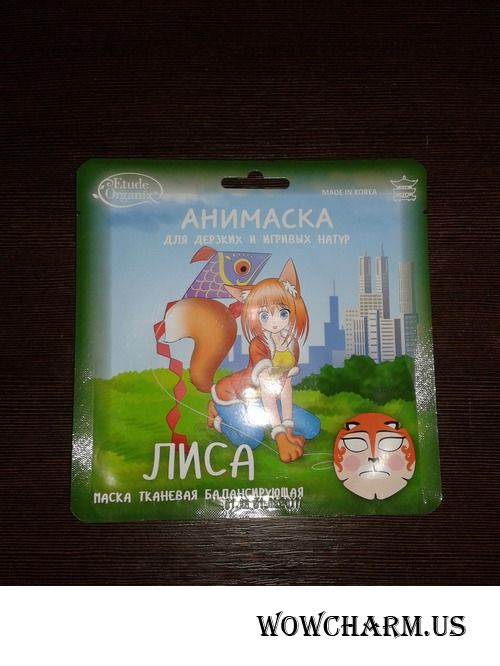 Etude
Organix
MADE IN KOREA
АНИМАСКА
ДЛЯ ДЕРЗКИХ И ИГРИВЫХ НАТУР
ЛИСА
МАСКА ТКАНЕВАЯ БАЛАНСИРУЮЩАЯ
WOWCHARM.US